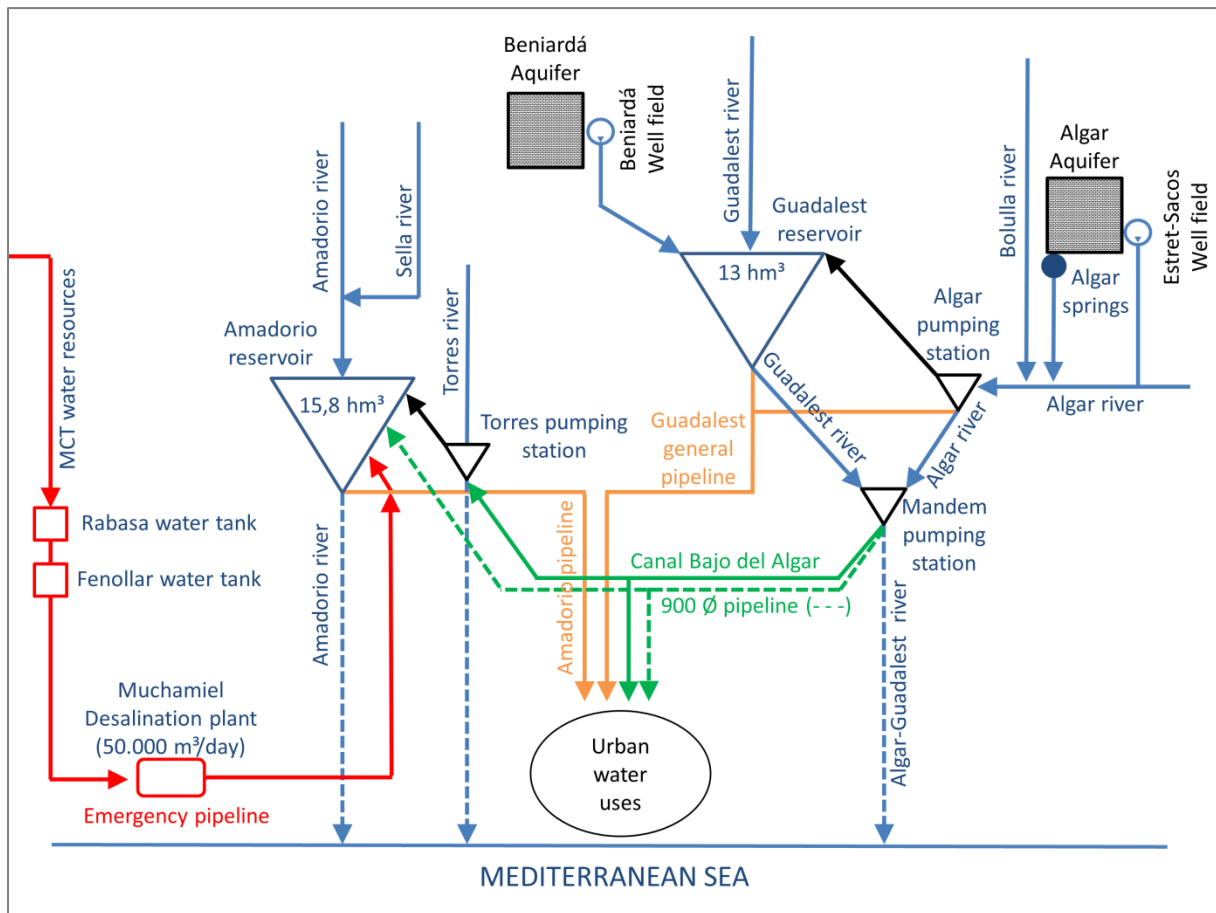 Beniardá
Aquifer
Beniardá
Well field
Guadalest river
Guadalest
reservoir
13 hm³
Bolulla river
Algar
Aquifer
Estret-Sacos
Well field
Algar
springs
Algar
pumping
station
Algar river
Amadorio river
Sella river
Amadorio
reservoir
15,8 hm³
Torres river
Torres pumping
station
Guadalest
general
pipeline
Guadalest river
Algar river
Mandem
pumping
station
MCT water resources
Rabasa water tank
Fenollar water tank
Amadorio river
Amadorio pipeline
Canal Bajo del Algar
900 Ø pipeline (- - -)
Algar-Guadalest river
Muchamiel
Desalination plant
(50.000 m³/day)
Emergency pipeline
Urban
water
uses
MEDITERRANEAN SEA